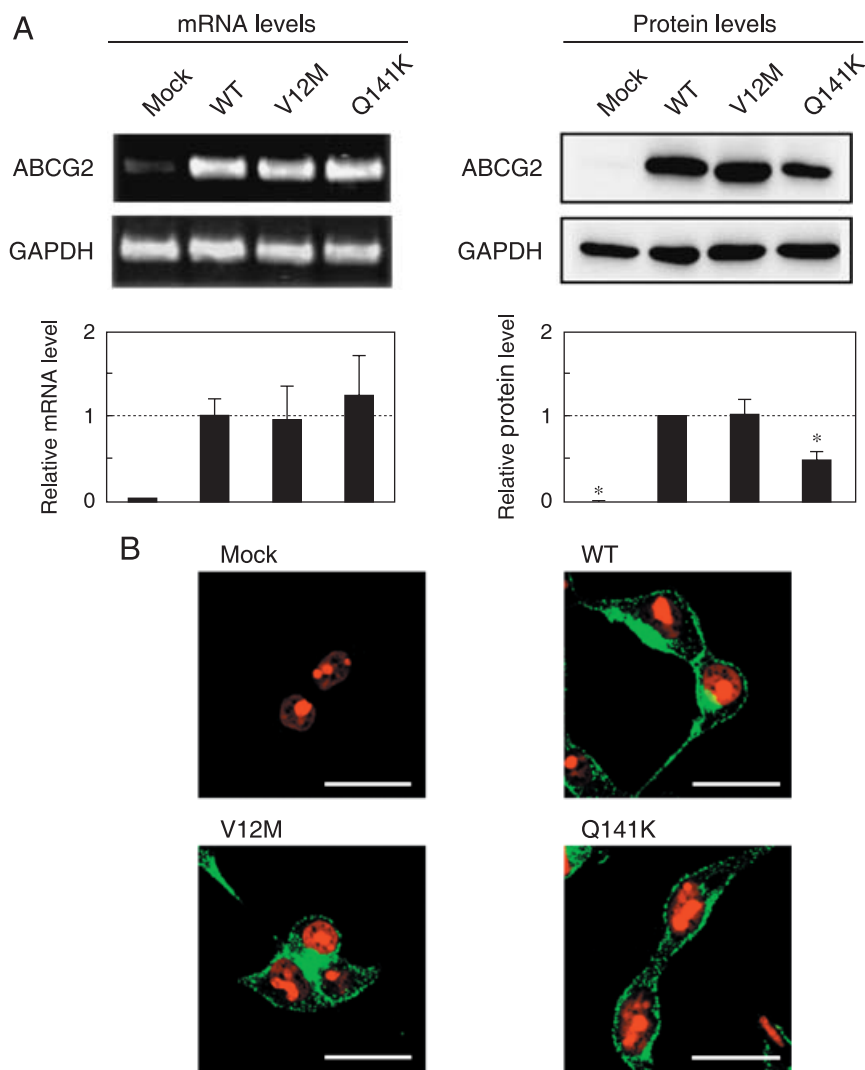 A
mRNA levels
Mock WT V12M Q141K
ABCG2
GAPDH
Relative mRNA level
2
1
0
Protein levels
Mock WT V12M Q141K
ABCG2
GAPDH
Relative protein level
2
1
0
* *
B
Mock
WT
V12M
Q141K